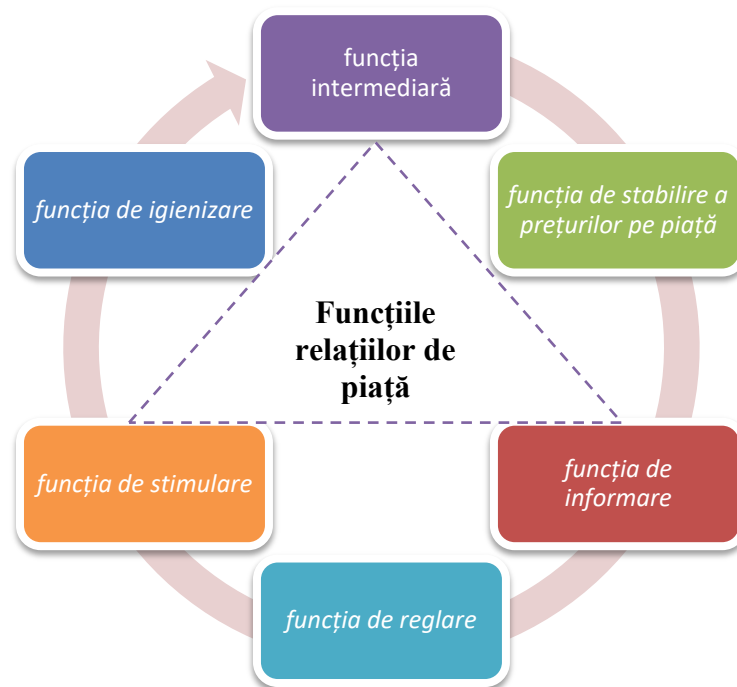 funcția
intermediară
funcția de stabilire a
prețurilor pe piață
funcția de
informare
funcția de reglare
funcția de stimulare
funcția de igienizare
Funcțiile
relațiilor de
piață